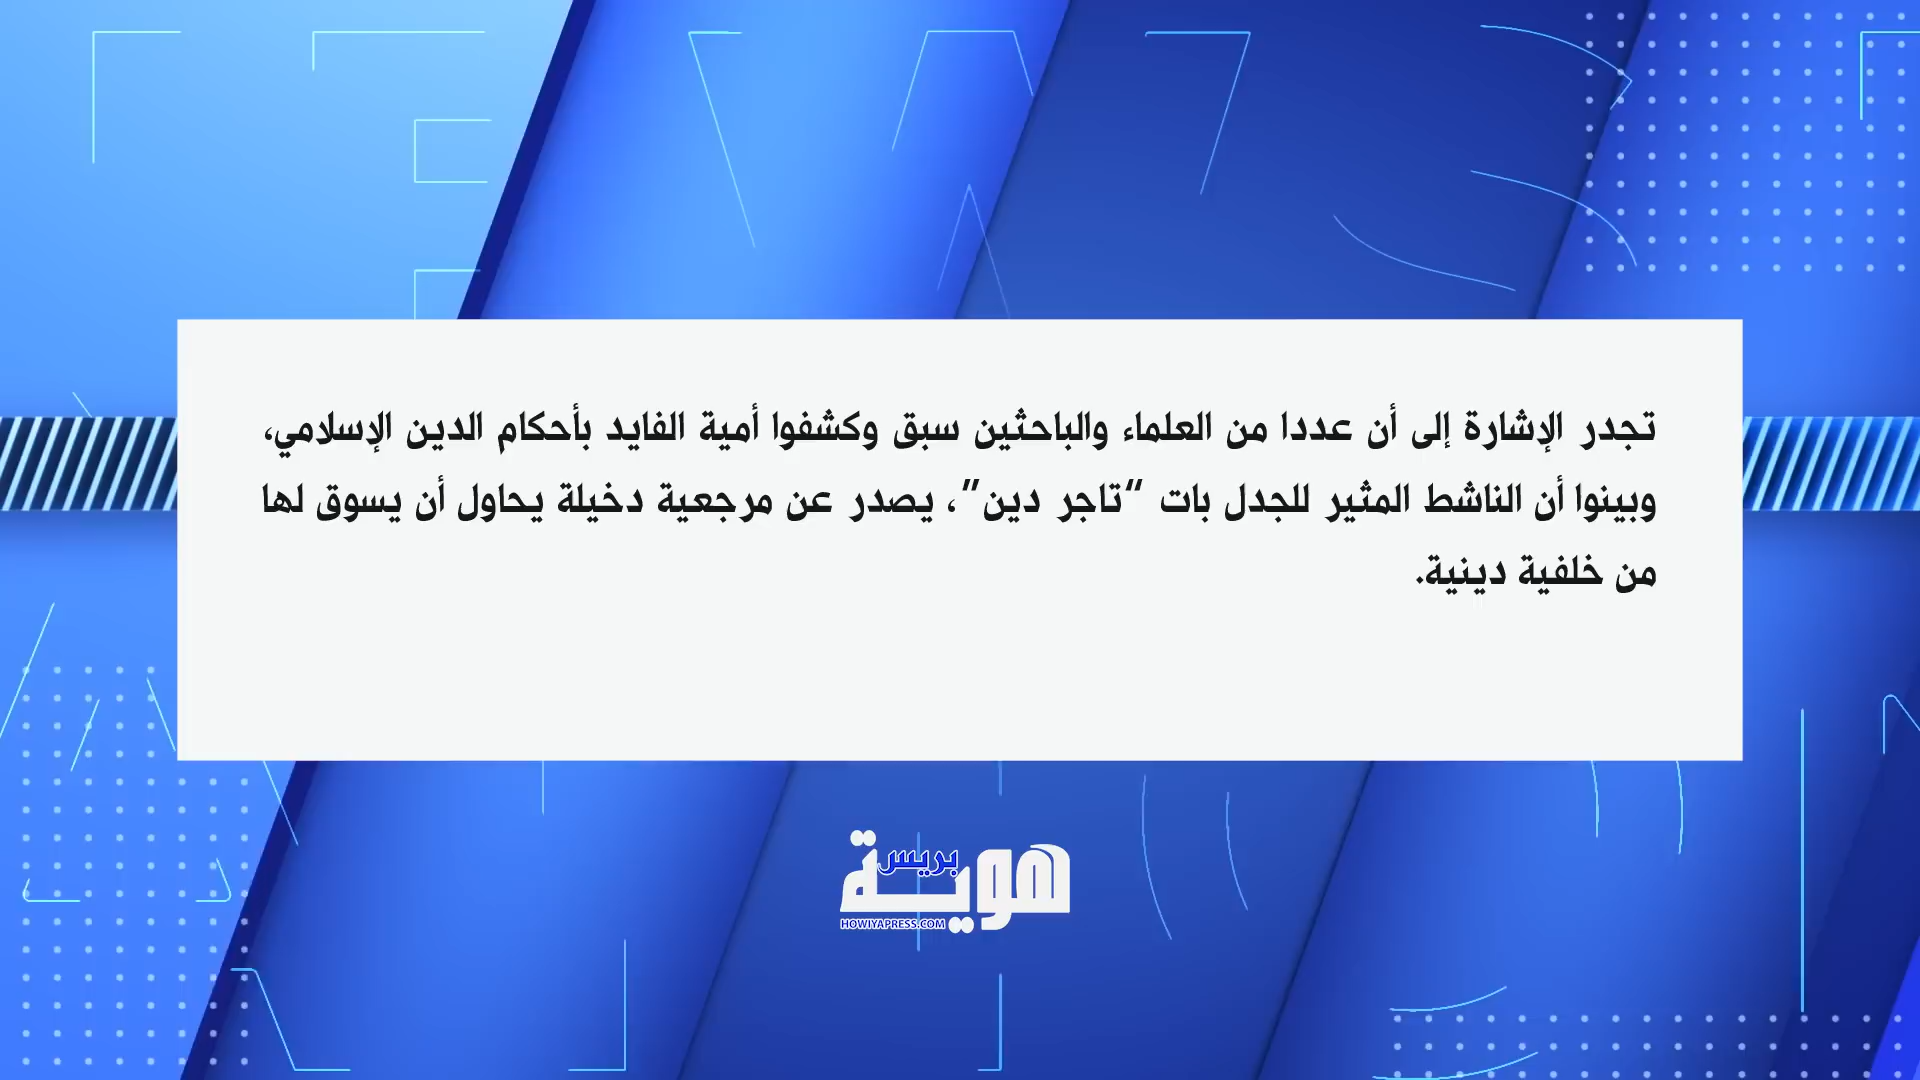 تجدر الإشارة إلى أن عددا من العلماء والباحثين سبق وكشفوا أمية الفايد بأحكام الدين الإسلامي،
وبينوا أن الناشط المثير للجدل بات “تاجر دين”، يصدر عن مرجعية دخيلة يحاول أن يسوق لها
من خلفية دينية.
هوية بريس
HOWIYAPRESS.COM